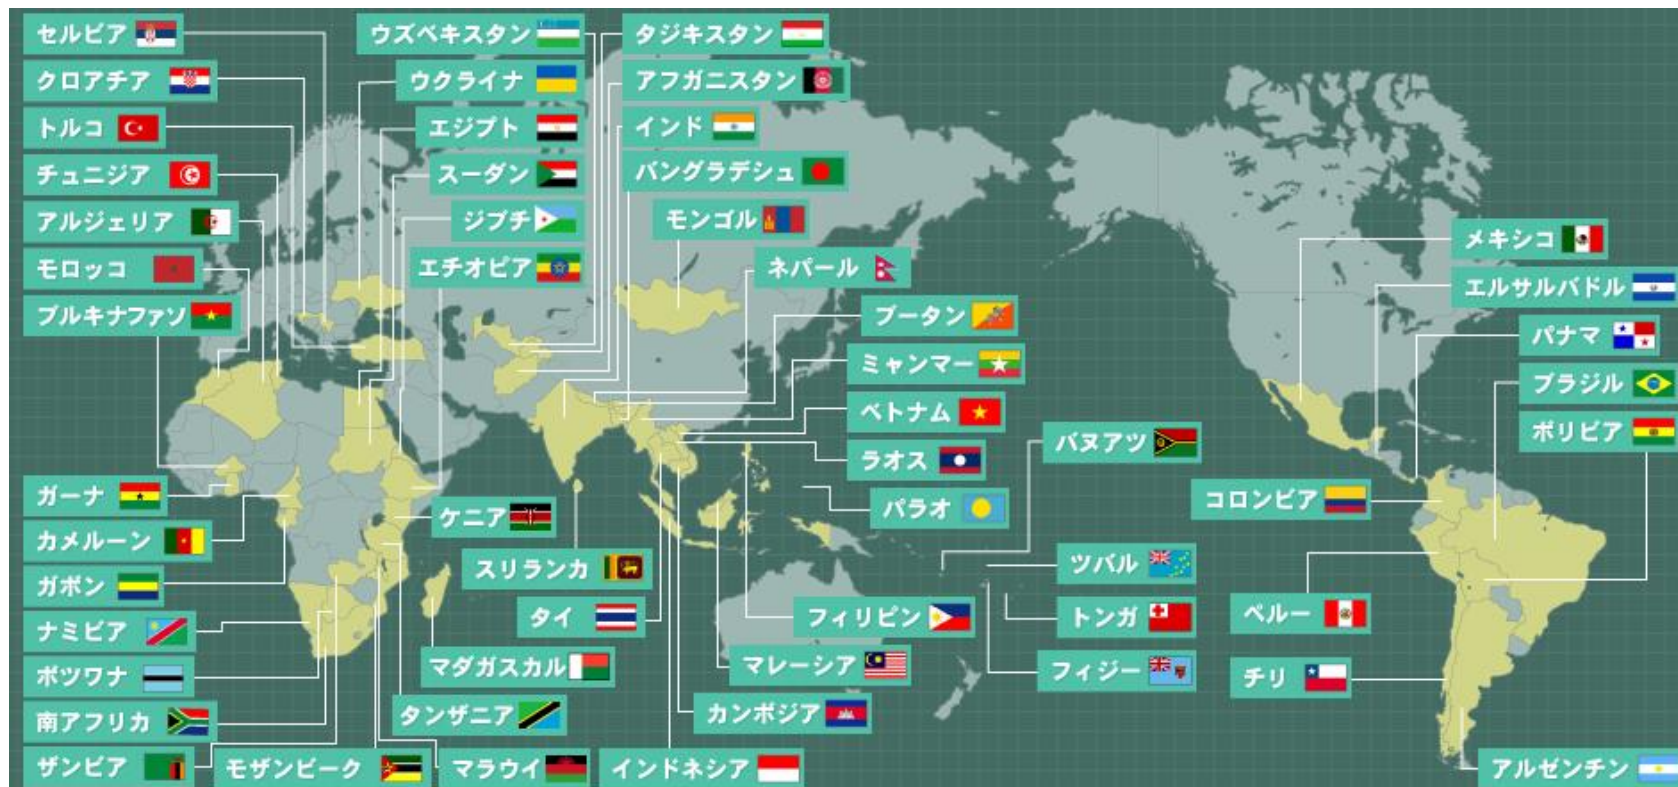 セルビア
クロアチア
トルコ
チュニジア
アルジェリア
モロッコ
ブルキナファソ
ガーナ
カメルーン
ガボン
ナミビア
ボツワナ
南アフリカ
ザンビア
ウズベキスタン
ウクライナ
エジプト
スーダン
ジブチ
エチオピア
タジキスタン
アフガニスタン
インド
バングラデシュ
モンゴル
ネパール
ブータン
ミャンマー
ベトナム
ラオス
パラオ
ケニア
スリランカ
タイ
マダガスカル
タンザニア
モザンビーク
マラウイ
インドネシア
フィリピン
マレーシア
カンボジア
バヌアツ
ツバル
トンガ
フィジー
メキシコ
エルサルバドル
パナマ
ブラジル
ボリビア
コロンビア
ペルー
チリ
アルゼンチン